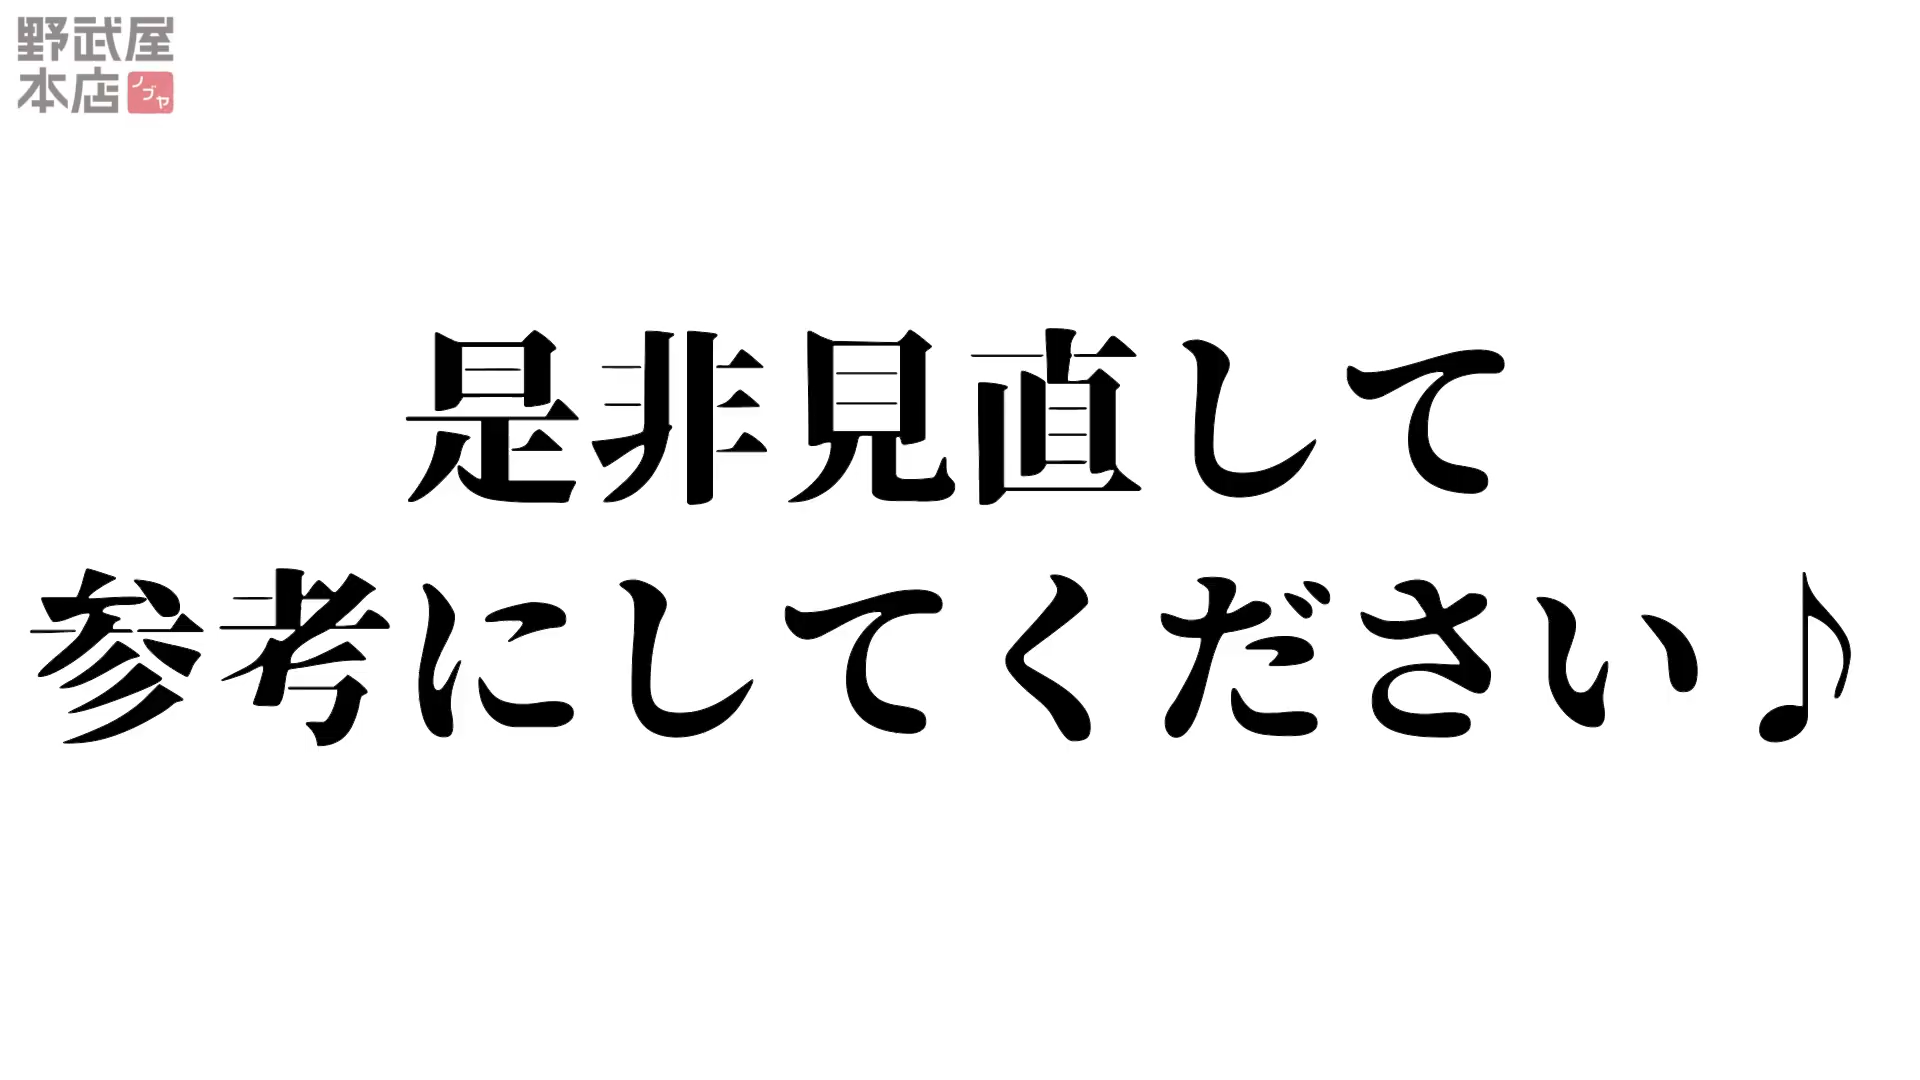 野武屋
本店
ノブヤ
是非見直して
参考にしてください♪